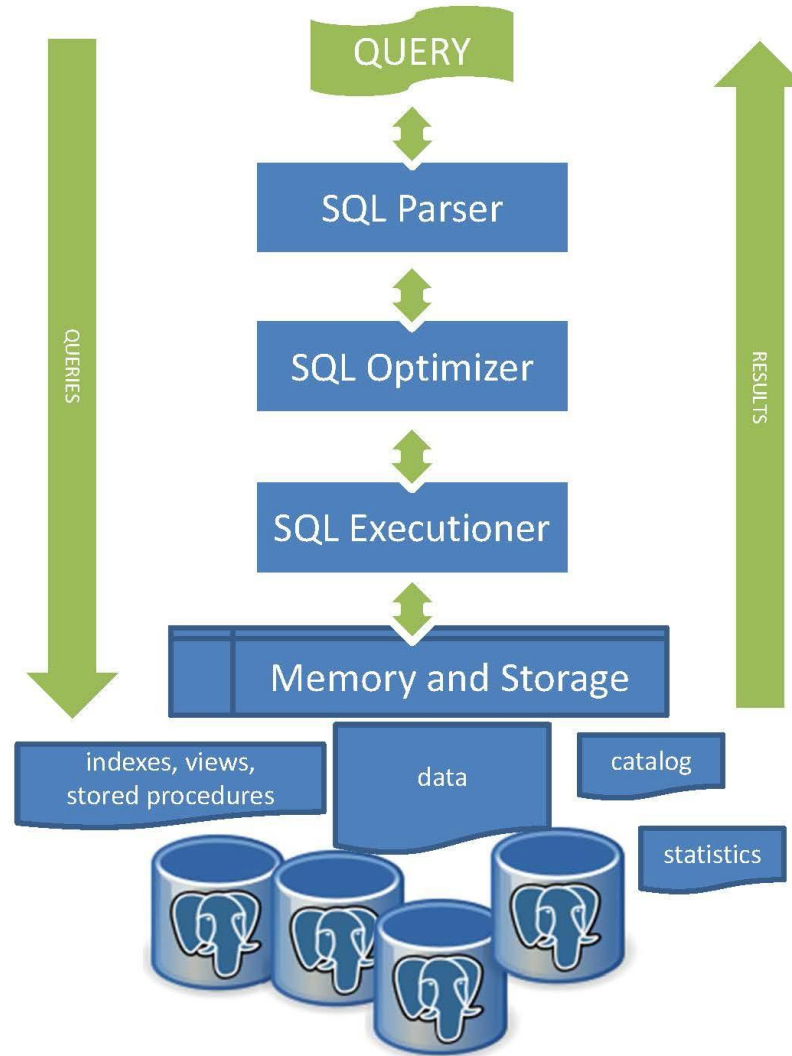 QUERY
SQL Parser
QUERIES
RESULTS
SQL Optimizer
SQL Executioner
Memory and Storage
indexes, views,
stored procedures
data
catalog
statistics